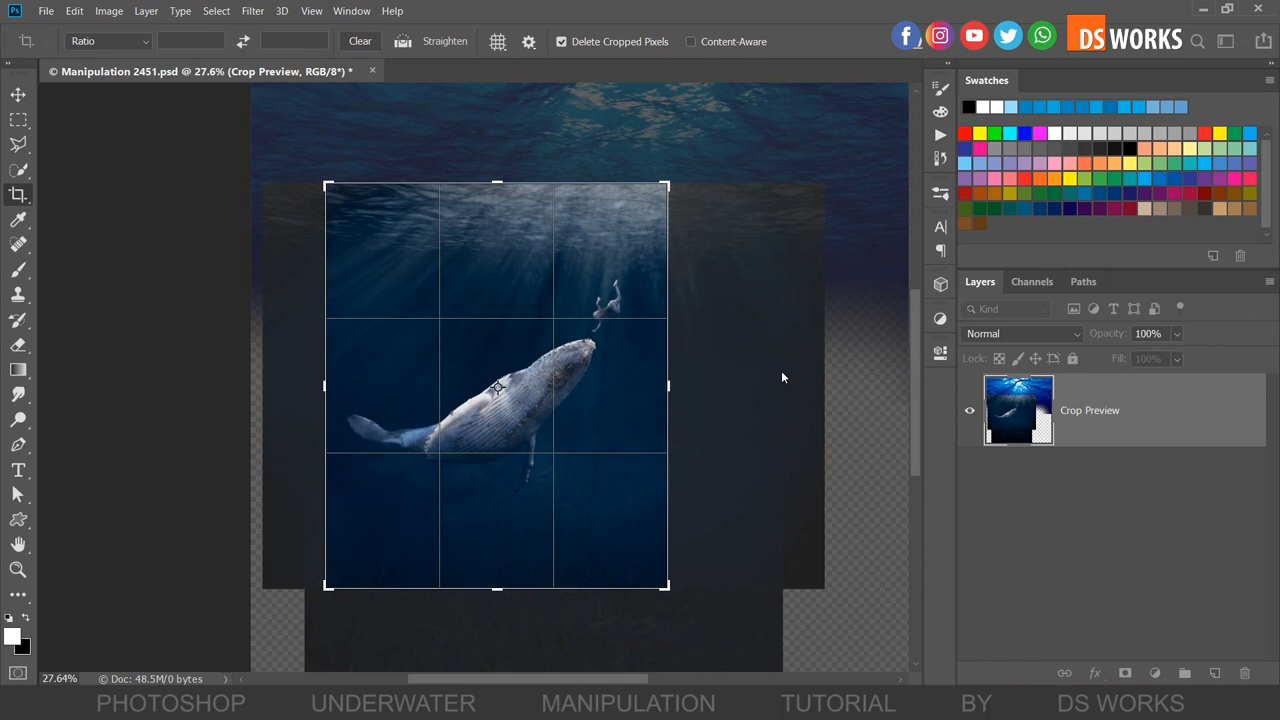 Ps File Edit Image Layer Type Select Filter 3D View Window Help
Ratio Clear Straighten Delete Cropped Pixels Content-Aware DS WORKS
© Manipulation 2451.psd @ 27.6% (Crop Preview, RGB/8*) *
Swatches
Layers Channels Paths
Kind
Normal Opacity: 100%
Lock: Fill: 100%
Crop Preview
27.64% © Doc: 48.5M/0 bytes
PHOTOSHOP UNDERWATER MANIPULATION TUTORIAL BY DS WORKS